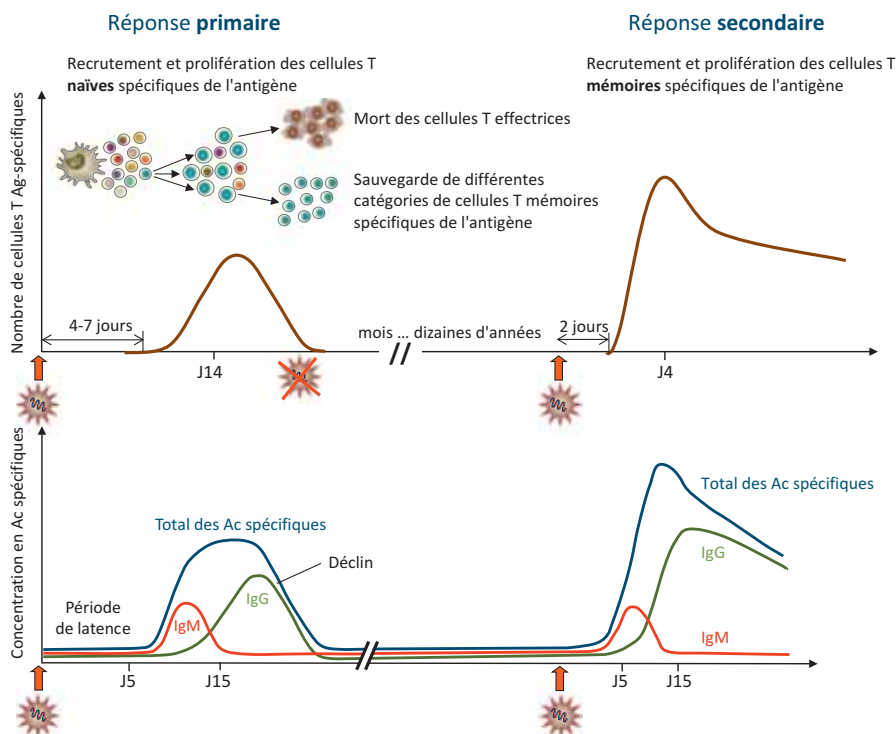 Réponse primaire
Réponse secondaire
Recrutement et prolifération des cellules T
naïves spécifiques de l'antigène
Recrutement et prolifération des cellules T
mémoires spécifiques de l'antigène
Nombre de cellules T Ag-spécifiques
Mort des cellules T effectrices
Sauvegarde de différentes
catégories de cellules T mémoires
spécifiques de l'antigène
4-7 jours
mois ... dizaines d'années
2 jours
J14
J4
Concentration en Ac spécifiques
Total des Ac spécifiques
Total des Ac spécifiques
Déclin
IgG
IgG
Période
de latence
IgM
IgM
J5
J15
J5
J15